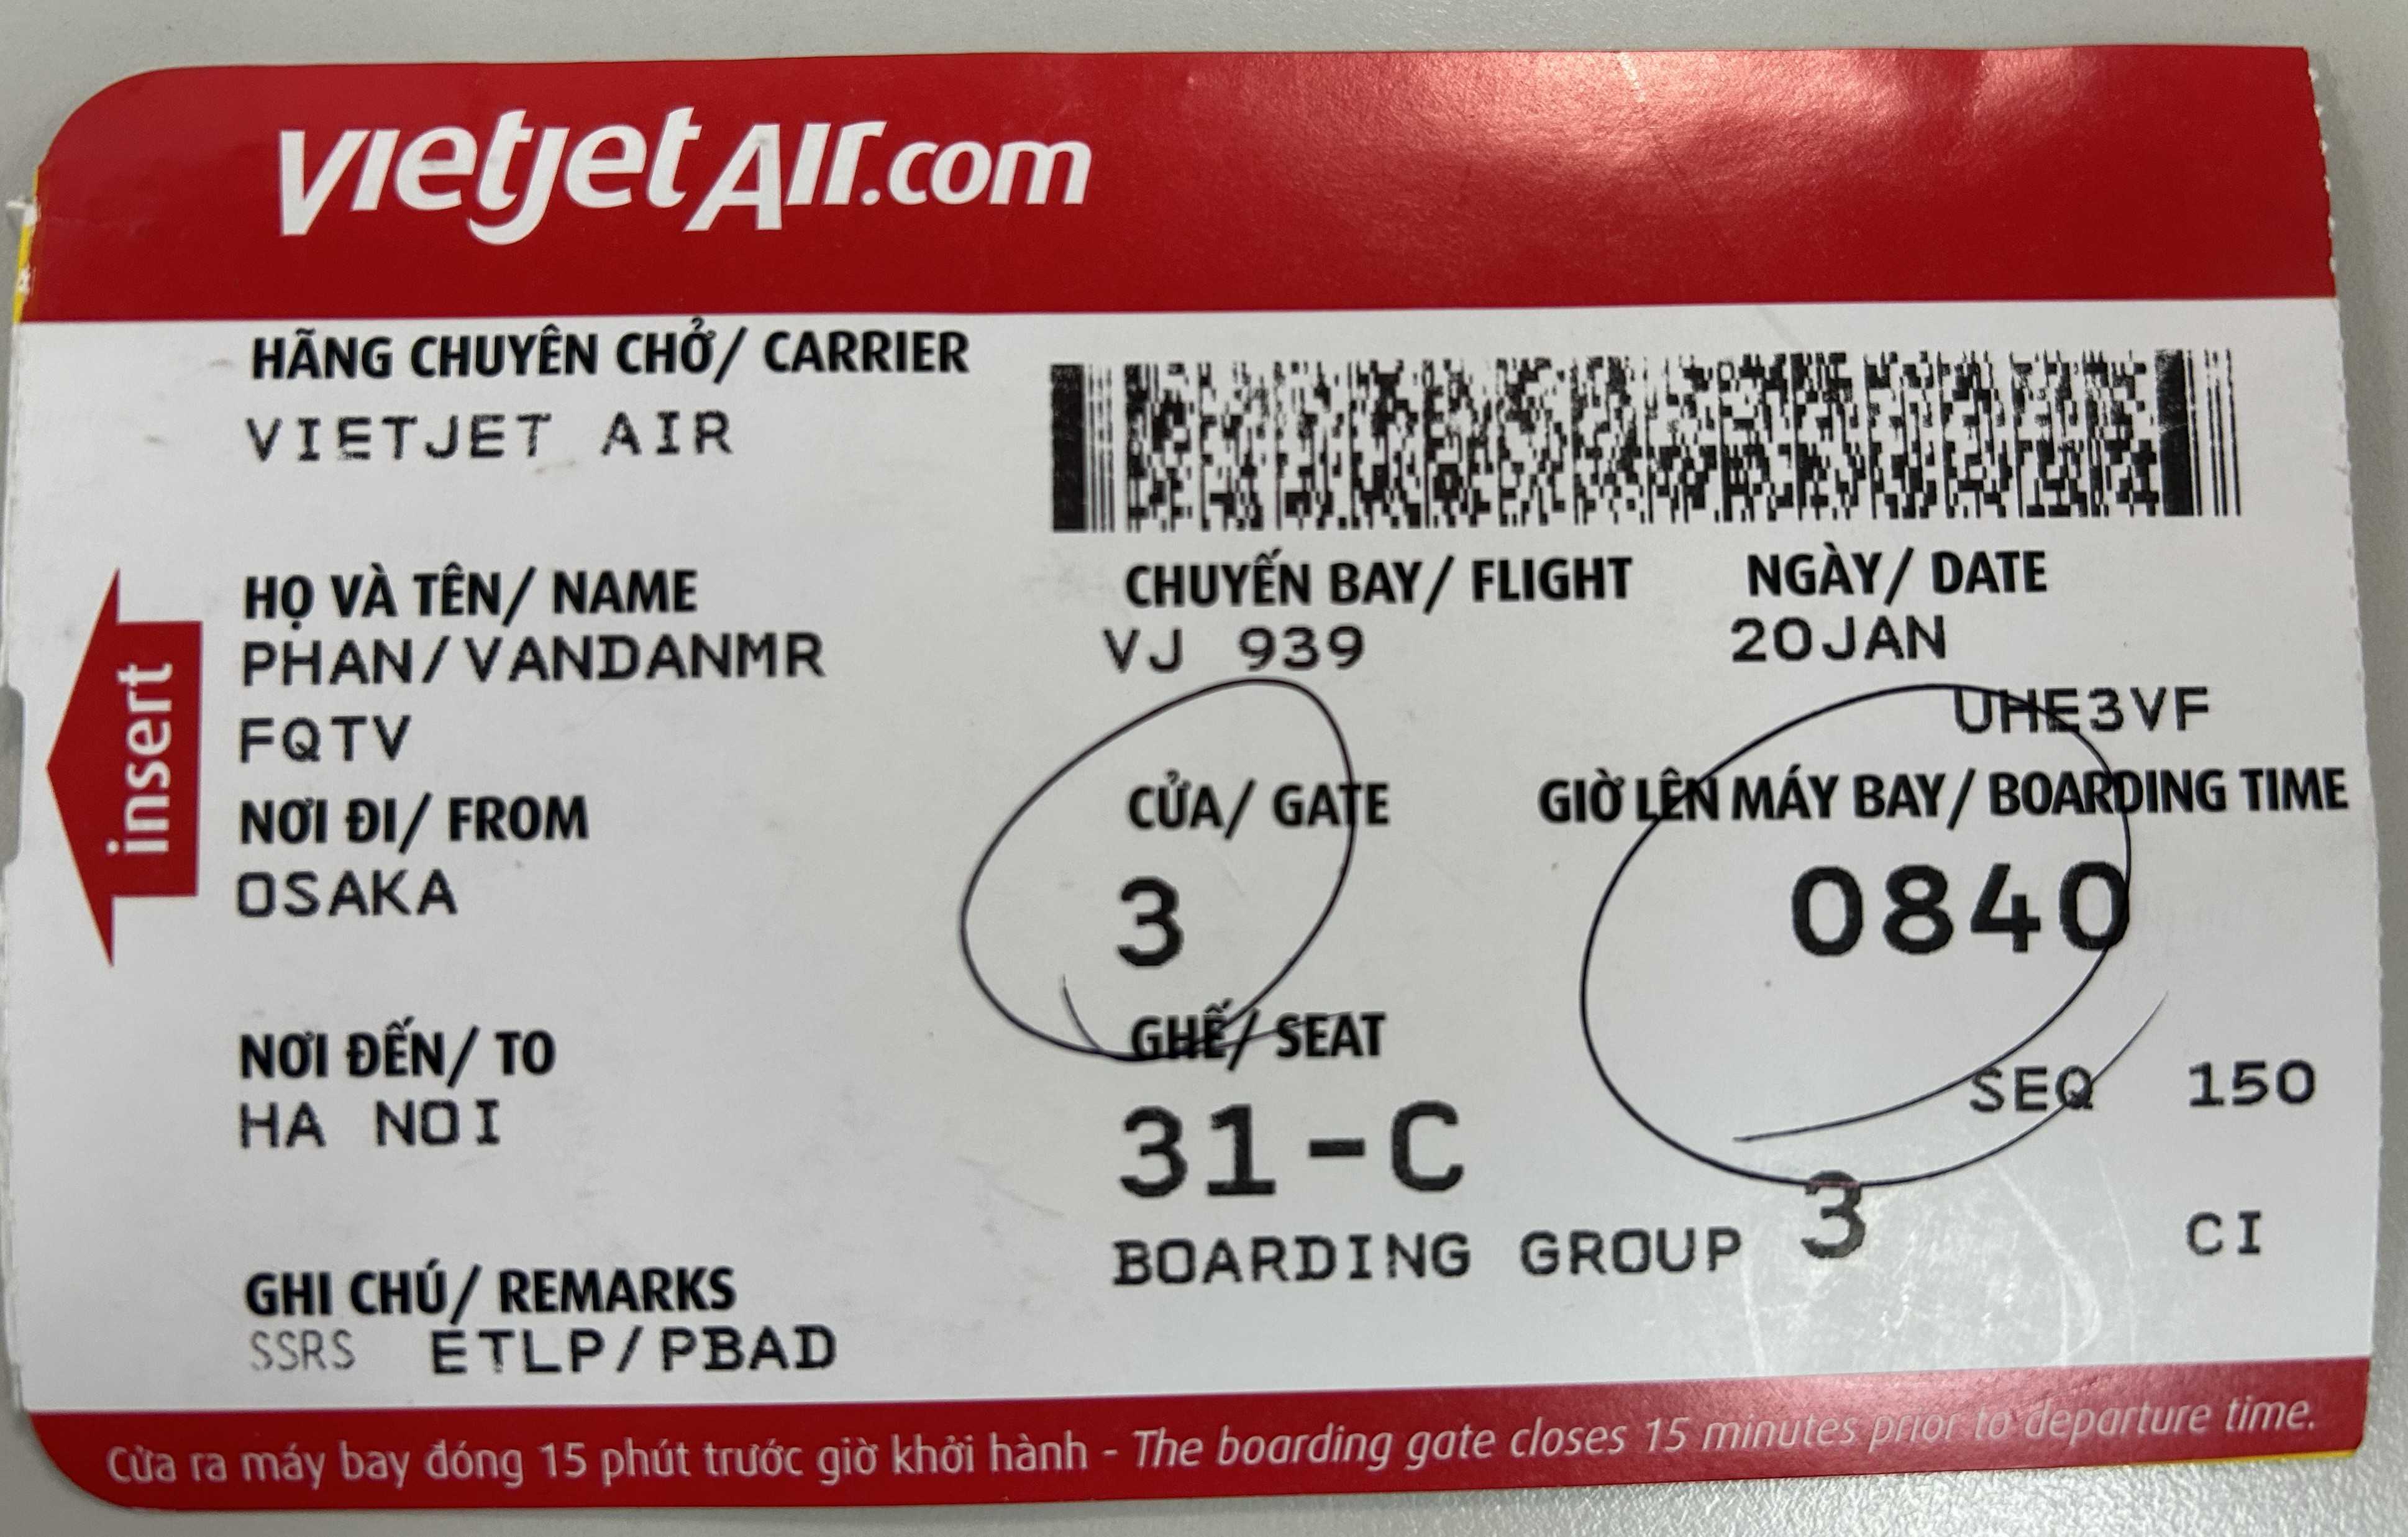 vietjetAir.com
HÃNG CHUYÊN CHỞ/ CARRIER
VIETJET AIR
HỌ VÀ TÊN/ NAME
PHAN/VANDANMR
FQTV
CHUYẾN BAY/ FLIGHT
VJ 939
NGÀY/ DATE
20JAN
UHE3VF
insert
NƠI ĐI/ FROM
OSAKA
CỬA/ GATE
3
GIỜ LÊN MÁY BAY/ BOARDING TIME
0840
NƠI ĐẾN/ TO
HA NOI
GHẾ/ SEAT
31-C
SEQ 150
BOARDING GROUP 3
CI
GHI CHÚ/ REMARKS
SSRS ETLP/PBAD
Cửa ra máy bay đóng 15 phút trước giờ khởi hành - The boarding gate closes 15 minutes prior to departure time.